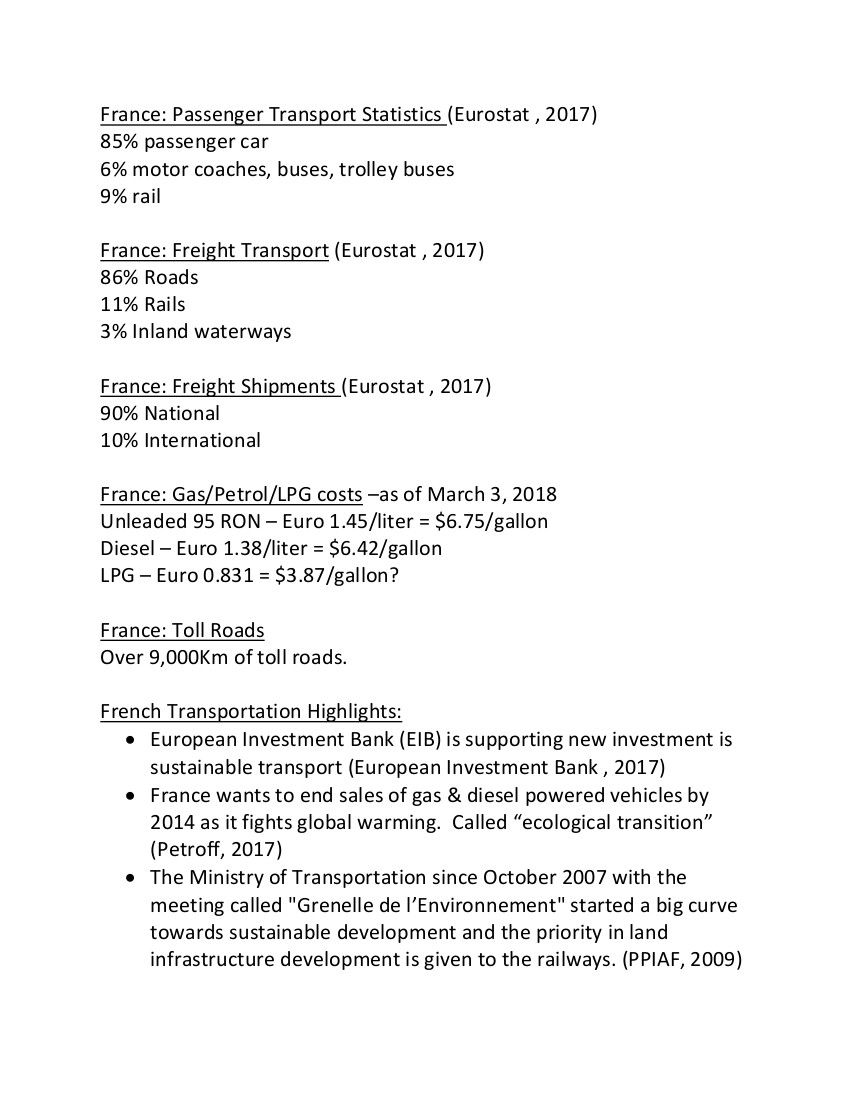 France: Passenger Transport Statistics (Eurostat , 2017)
85% passenger car
6% motor coaches, buses, trolley buses
9% rail
France: Freight Transport (Eurostat , 2017)
86% Roads
11% Rails
3% Inland waterways
France: Freight Shipments (Eurostat , 2017)
90% National
10% International
France: Gas/Petrol/LPG costs –as of March 3, 2018
Unleaded 95 RON – Euro 1.45/liter = $6.75/gallon
Diesel – Euro 1.38/liter = $6.42/gallon
LPG – Euro 0.831 = $3.87/gallon?
France: Toll Roads
Over 9,000Km of toll roads.
French Transportation Highlights:
• European Investment Bank (EIB) is supporting new investment is
sustainable transport (European Investment Bank , 2017)
• France wants to end sales of gas & diesel powered vehicles by
2014 as it fights global warming.  Called “ecological transition”
(Petroff, 2017)
• The Ministry of Transportation since October 2007 with the
meeting called "Grenelle de l’Environnement" started a big curve
towards sustainable development and the priority in land
infrastructure development is given to the railways. (PPIAF, 2009)